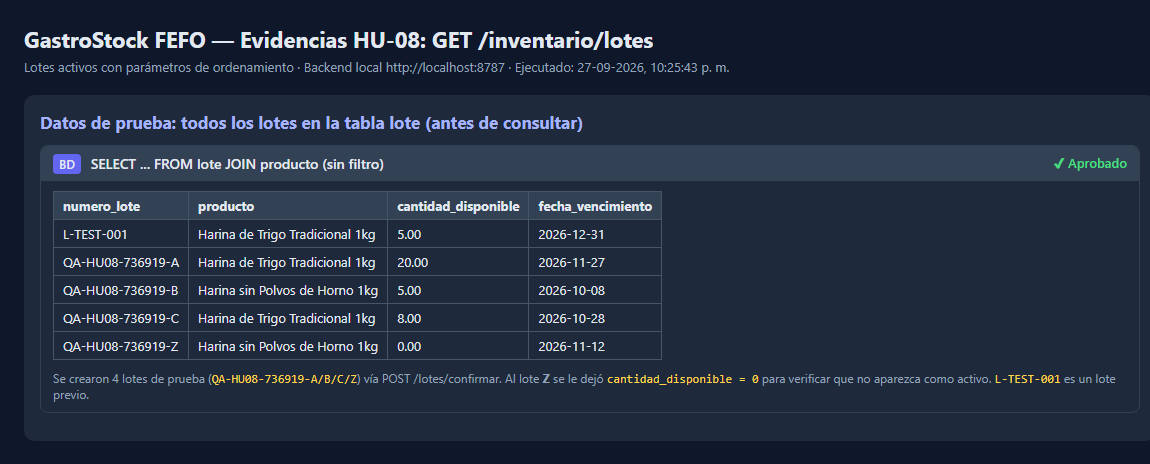 GastroStock FEFO — Evidencias HU-08: GET /inventario/lotes
Lotes activos con parámetros de ordenamiento · Backend local http://localhost:8787 · Ejecutado: 27-09-2026, 10:25:43 p. m.
Datos de prueba: todos los lotes en la tabla lote (antes de consultar)
BD SELECT ... FROM lote JOIN producto (sin filtro) ✔ Aprobado
numero_lote producto cantidad_disponible fecha_vencimiento
L-TEST-001 Harina de Trigo Tradicional 1kg 5.00 2026-12-31
QA-HU08-736919-A Harina de Trigo Tradicional 1kg 20.00 2026-11-27
QA-HU08-736919-B Harina sin Polvos de Horno 1kg 5.00 2026-10-08
QA-HU08-736919-C Harina de Trigo Tradicional 1kg 8.00 2026-10-28
QA-HU08-736919-Z Harina sin Polvos de Horno 1kg 0.00 2026-11-12
Se crearon 4 lotes de prueba (QA-HU08-736919-A/B/C/Z) vía POST /lotes/confirmar. Al lote Z se le dejó cantidad_disponible = 0 para verificar que no aparezca como activo. L-TEST-001 es un lote
previo.